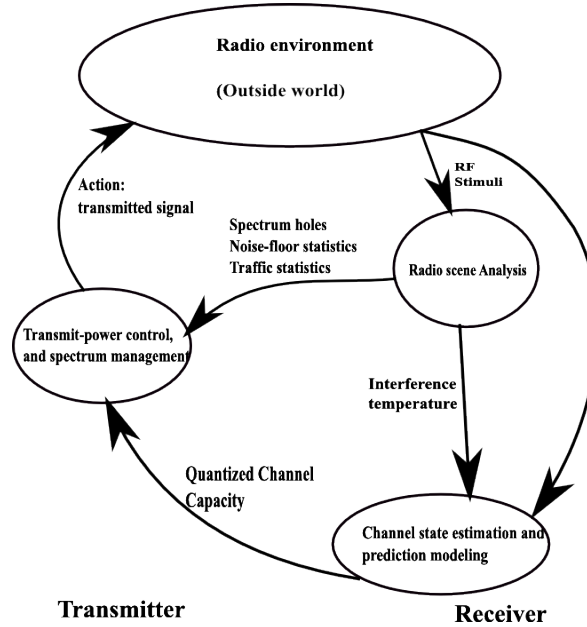 Radio environment
(Outside world)
RF
Stimuli
Action:
transmitted signal
Spectrum holes
Noise-floor statistics
Traffic statistics
Radio scene Analysis
Transmit-power control,
and spectrum management
Interference
temperature
Quantized Channel
Capacity
Channel state estimation and
prediction modeling
Transmitter
Receiver